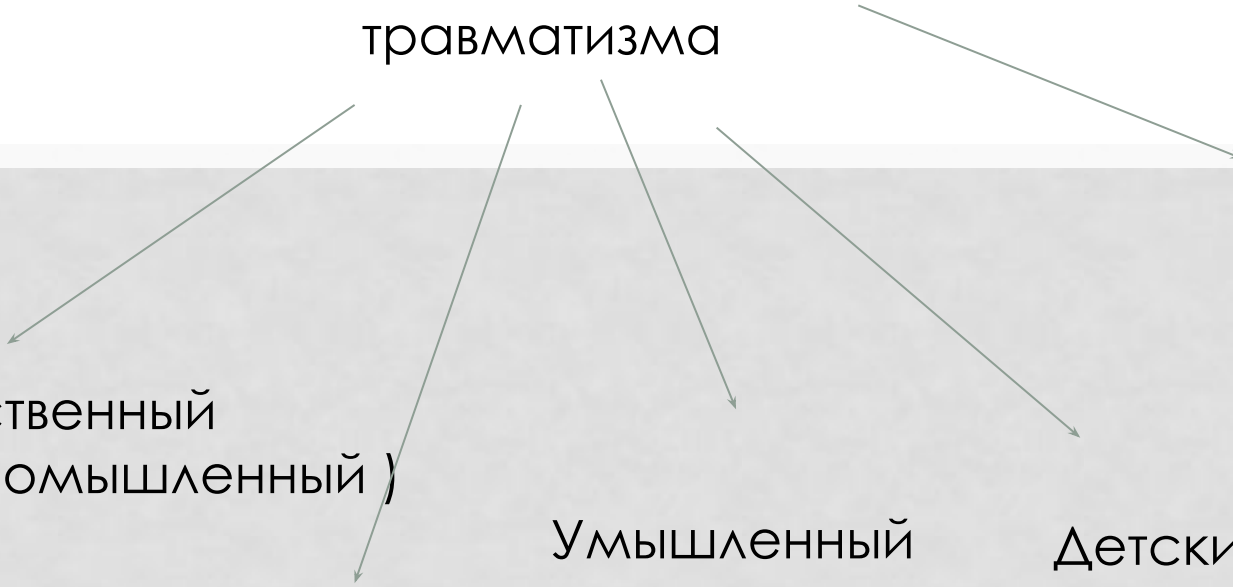 травматизма
ственный
омышленный )
Умышленный
Детски